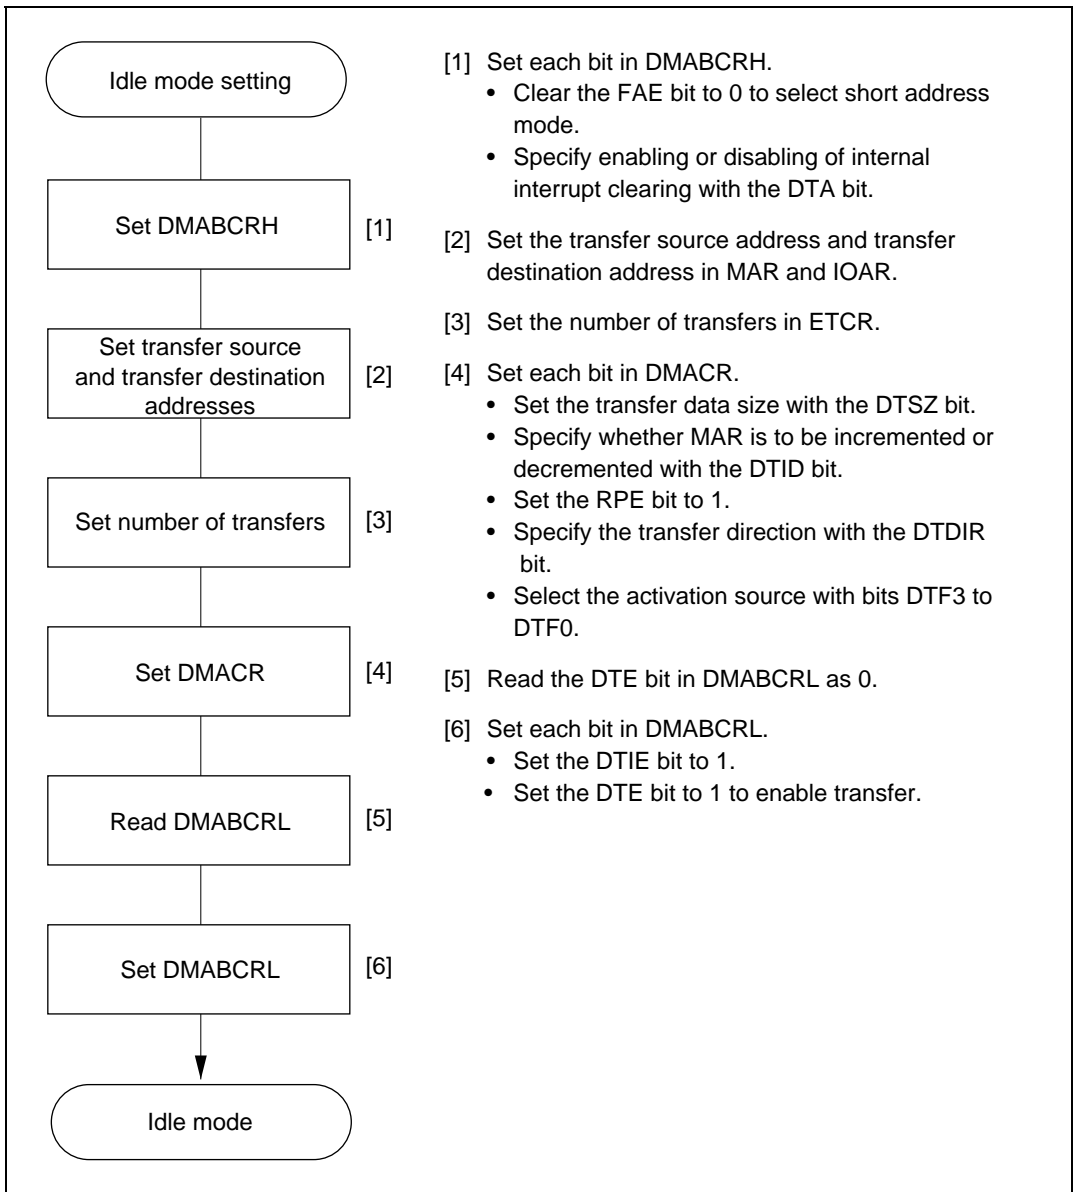 Idle mode setting
Set DMABCRH
[1]
Set transfer source
and transfer destination
addresses
[2]
Set number of transfers
[3]
Set DMACR
[4]
Read DMABCRL
[5]
Set DMABCRL
[6]
Idle mode
[1] Set each bit in DMABCRH.
• Clear the FAE bit to 0 to select short address
mode.
• Specify enabling or disabling of internal
interrupt clearing with the DTA bit.
[2] Set the transfer source address and transfer
destination address in MAR and IOAR.
[3] Set the number of transfers in ETCR.
[4] Set each bit in DMACR.
• Set the transfer data size with the DTSZ bit.
• Specify whether MAR is to be incremented or
decremented with the DTID bit.
• Set the RPE bit to 1.
• Specify the transfer direction with the DTDIR
bit.
• Select the activation source with bits DTF3 to
DTF0.
[5] Read the DTE bit in DMABCRL as 0.
[6] Set each bit in DMABCRL.
• Set the DTIE bit to 1.
• Set the DTE bit to 1 to enable transfer.